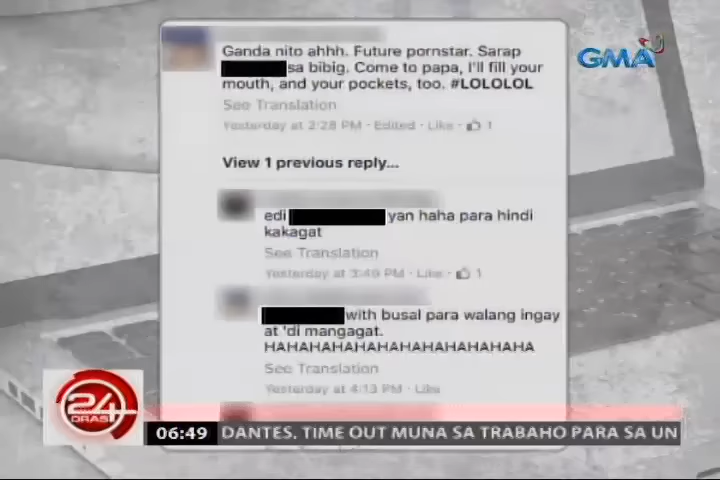 Ganda nito ahhh. Future pornstar. Sarap
sa bibig. Come to papa, I'll fill your
mouth, and your pockets, too. #LOLOLOL
See Translation
Yesterday at 2:28 PM · Edited · Like · 1
View 1 previous reply...
edi yan haha para hindi
kakagat
See Translation
Yesterday at 3:49 PM · Like · 1
with busal para walang ingay
at 'di mangagat.
HAHAHAHAHAHAHAHAHAHAHAHA
See Translation
Yesterday at 4:13 PM · Like
GMA
24
ORAS
06:49 DANTES, TIME OUT MUNA SA TRABAHO PARA SA UN